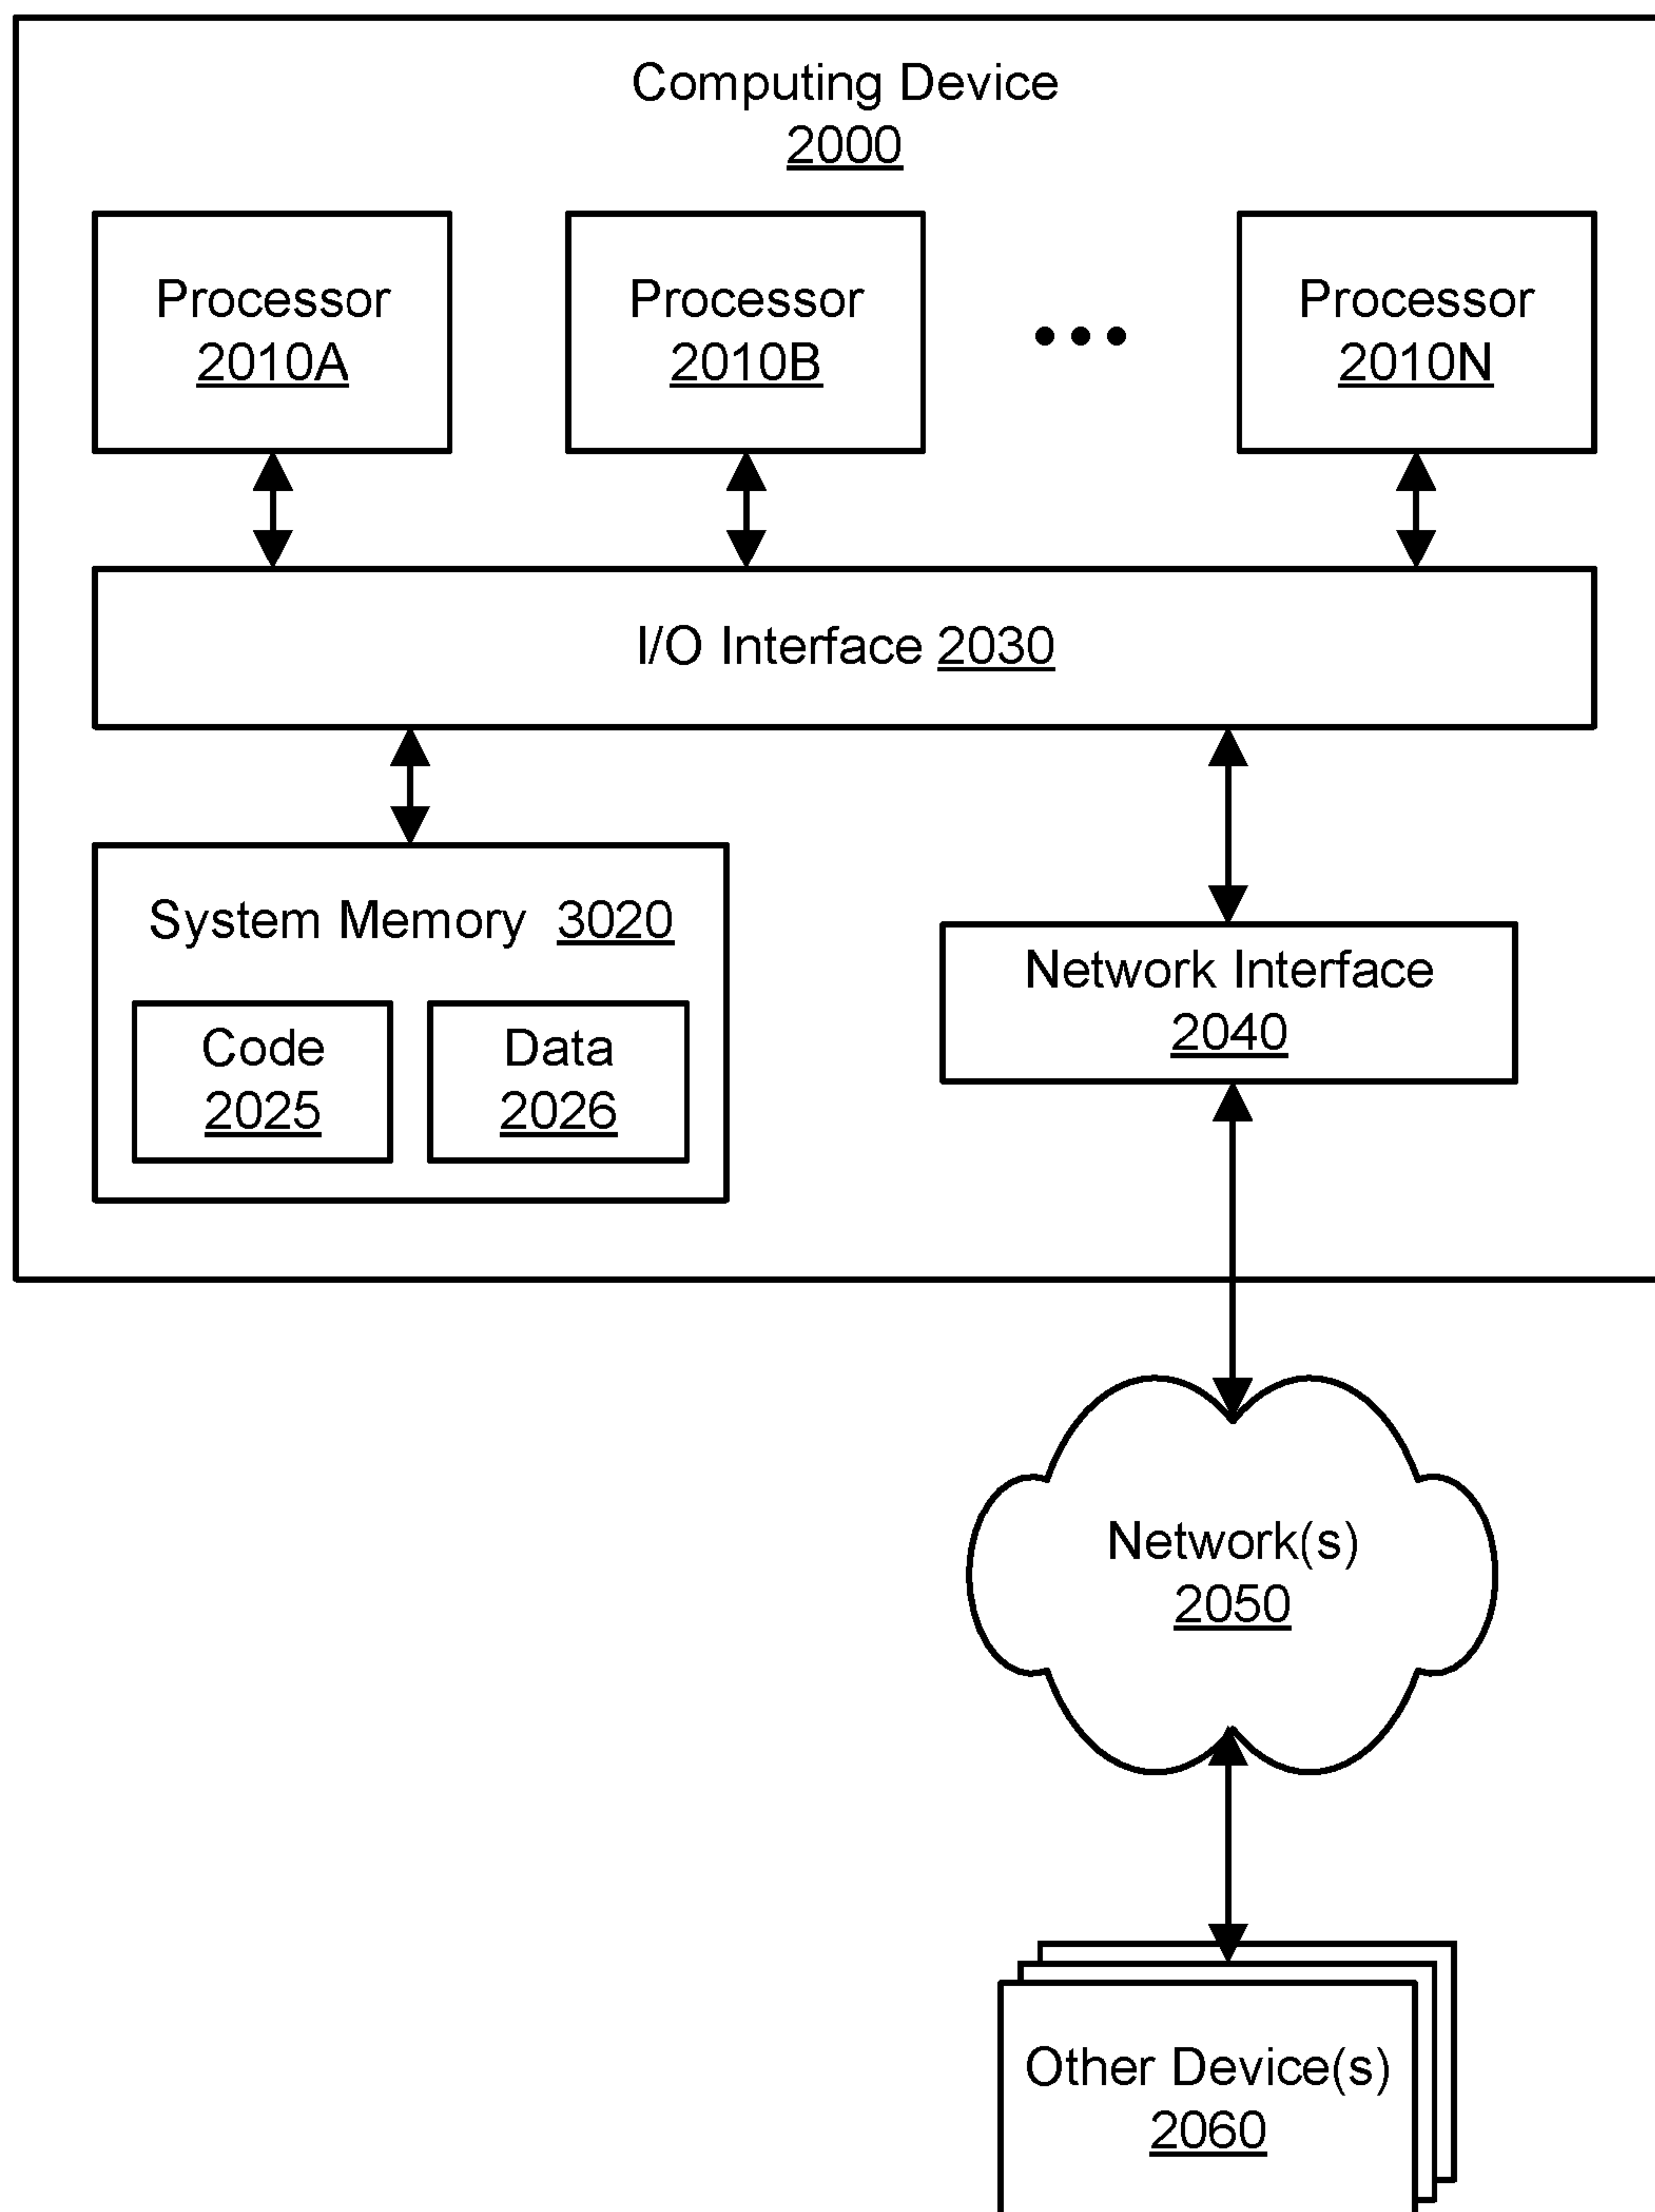 Computing Device
2000
Processor
2010A
Processor
2010B
Processor
2010N
I/O Interface 2030
System Memory 3020
Code
2025
Data
2026
Network Interface
2040
Network(s)
2050
Other Device(s)
2060